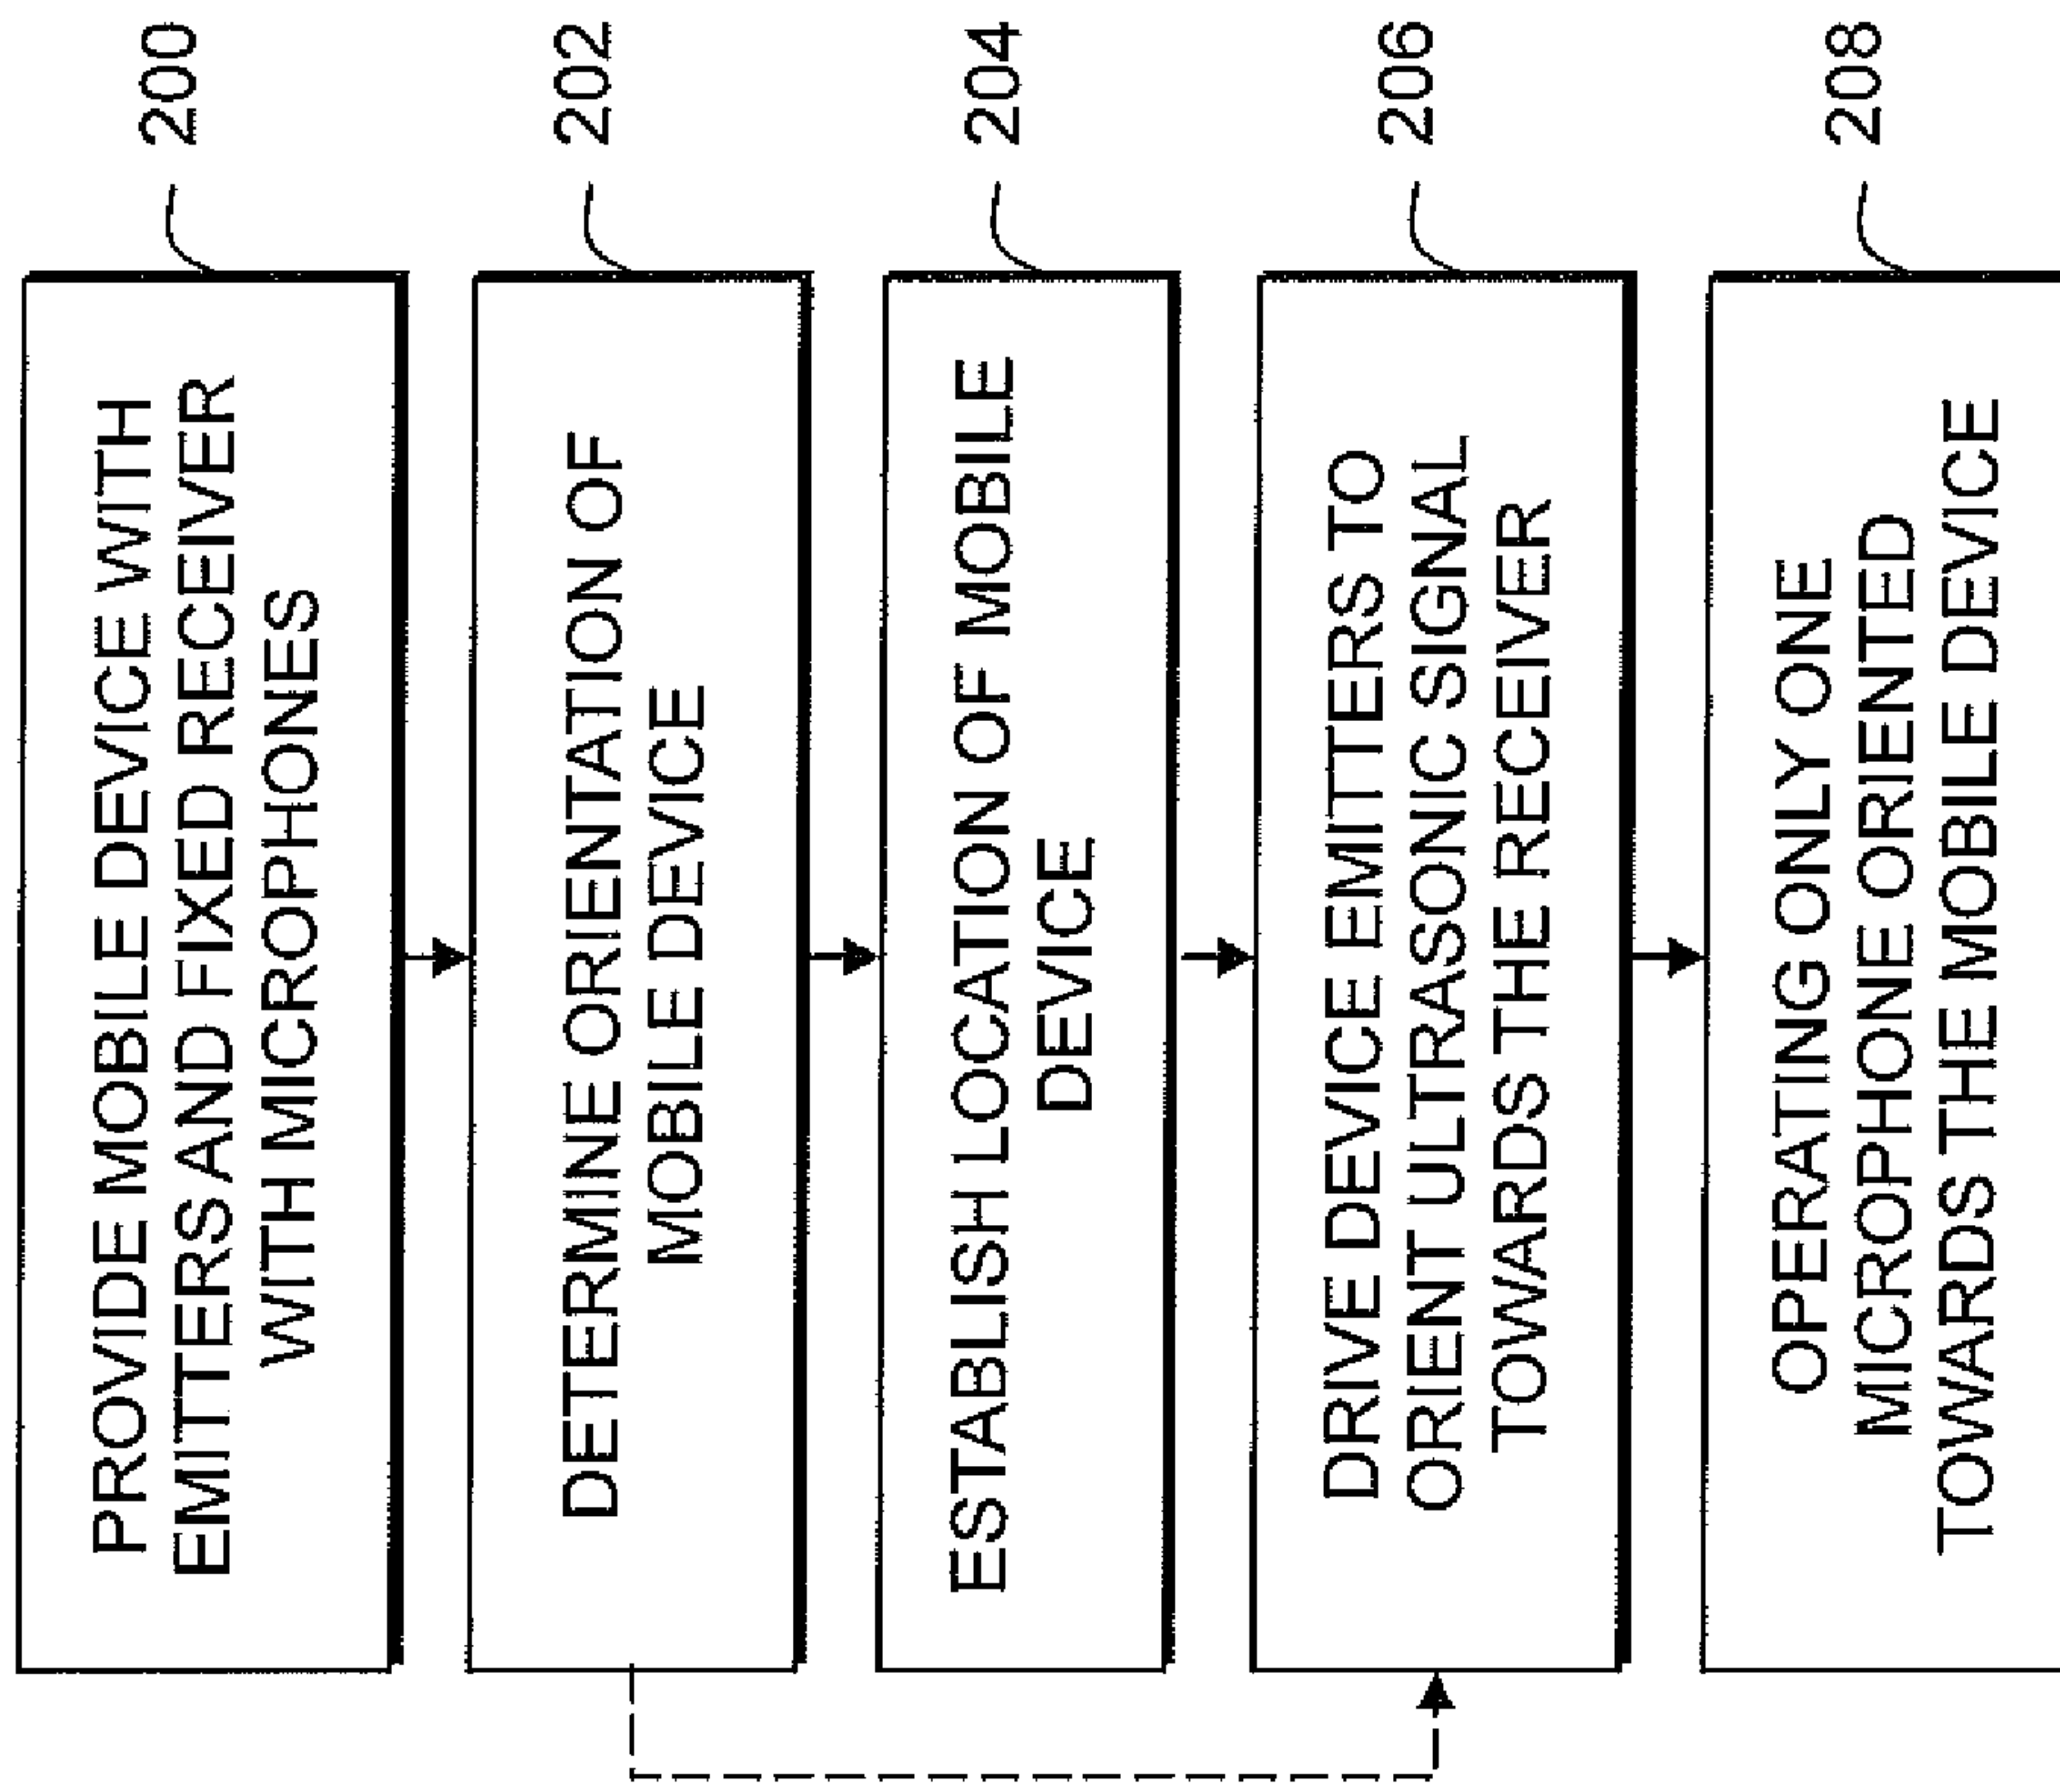 PROVIDE MOBILE DEVICE WITH
EMITTERS AND FIXED RECEIVER
WITH MICROPHONES
200
DETERMINE ORIENTATION OF
MOBILE DEVICE
202
ESTABLISH LOCATION OF MOBILE
DEVICE
204
DRIVE DEVICE EMITTERS TO
ORIENT ULTRASONIC SIGNAL
TOWARDS THE RECEIVER
206
OPERATING ONLY ONE
MICROPHONE ORIENTED
TOWARDS THE MOBILE DEVICE
208